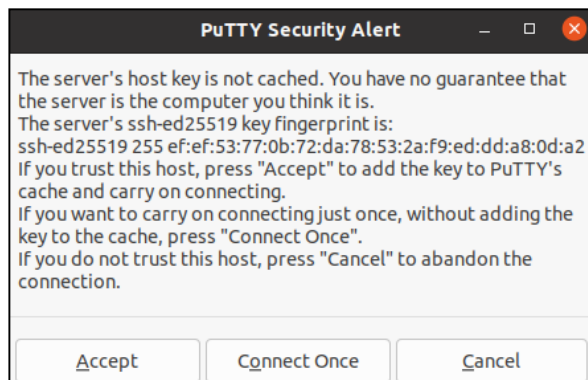 PuTTY Security Alert
The server's host key is not cached. You have no guarantee that
the server is the computer you think it is.
The server's ssh-ed25519 key fingerprint is:
ssh-ed25519 255 ef:ef:53:77:0b:72:da:78:53:2a:f9:ed:dd:a8:0d:a2
If you trust this host, press "Accept" to add the key to PuTTY's
cache and carry on connecting.
If you want to carry on connecting just once, without adding the
key to the cache, press "Connect Once".
If you do not trust this host, press "Cancel" to abandon the
connection.
Accept
Connect Once
Cancel